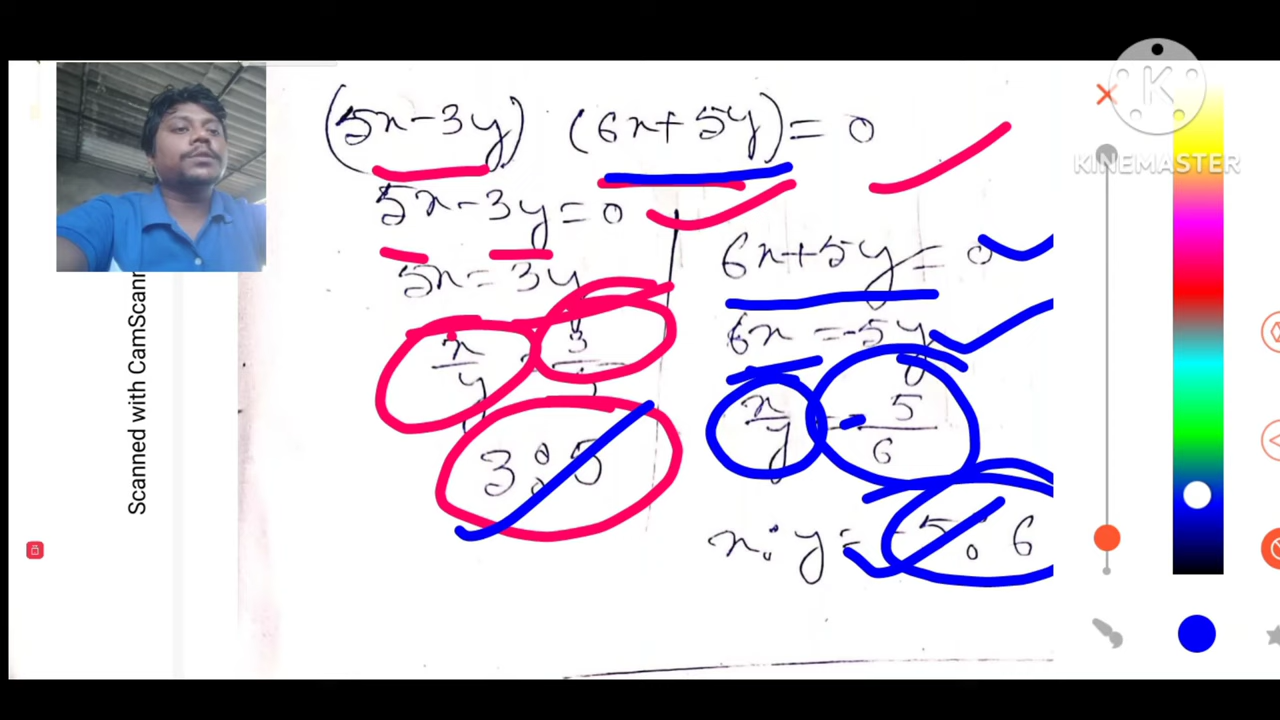 KINEMASTER
Scanned with CamScann
(5x-3y) (6x+5y)=0
5x-3y=0
5x=3y
x/y = 3/5
3:5
6x+5y=0
6x=-5y
x/y = -5/6
x:y = -5:6